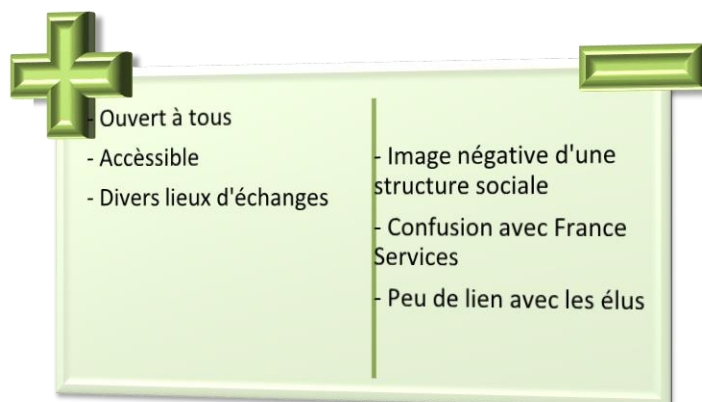 - Ouvert à tous
- Accèssible
- Divers lieux d'échanges
- Image négative d'une
structure sociale
- Confusion avec France
Services
- Peu de lien avec les élus